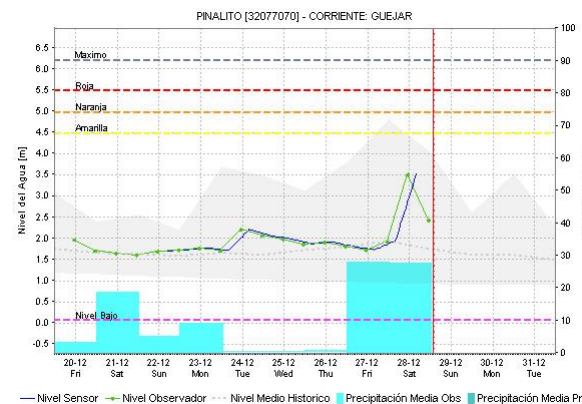 PINALITO [32077070] - CORRIENTE: GUEJAR
Nivel del Agua [m]
6.5
6.0
5.5
5.0
4.5
4.0
3.5
3.0
2.5
2.0
1.5
1.0
0.5
0.0
-0.5
Maximo
Roja
Naranja
Amarilla
Nivel Bajo
100
90
80
70
60
50
40
30
20
10
0
20-12 21-12 22-12 23-12 24-12 25-12 26-12 27-12 28-12 29-12 30-12 31-12
Fri Sat Sun Mon Tue Wed Thu Fri Sat Sun Mon Tue
Nivel Sensor Nivel Observador Nivel Medio Historico Precipitación Media Obs Precipitación Media Pr